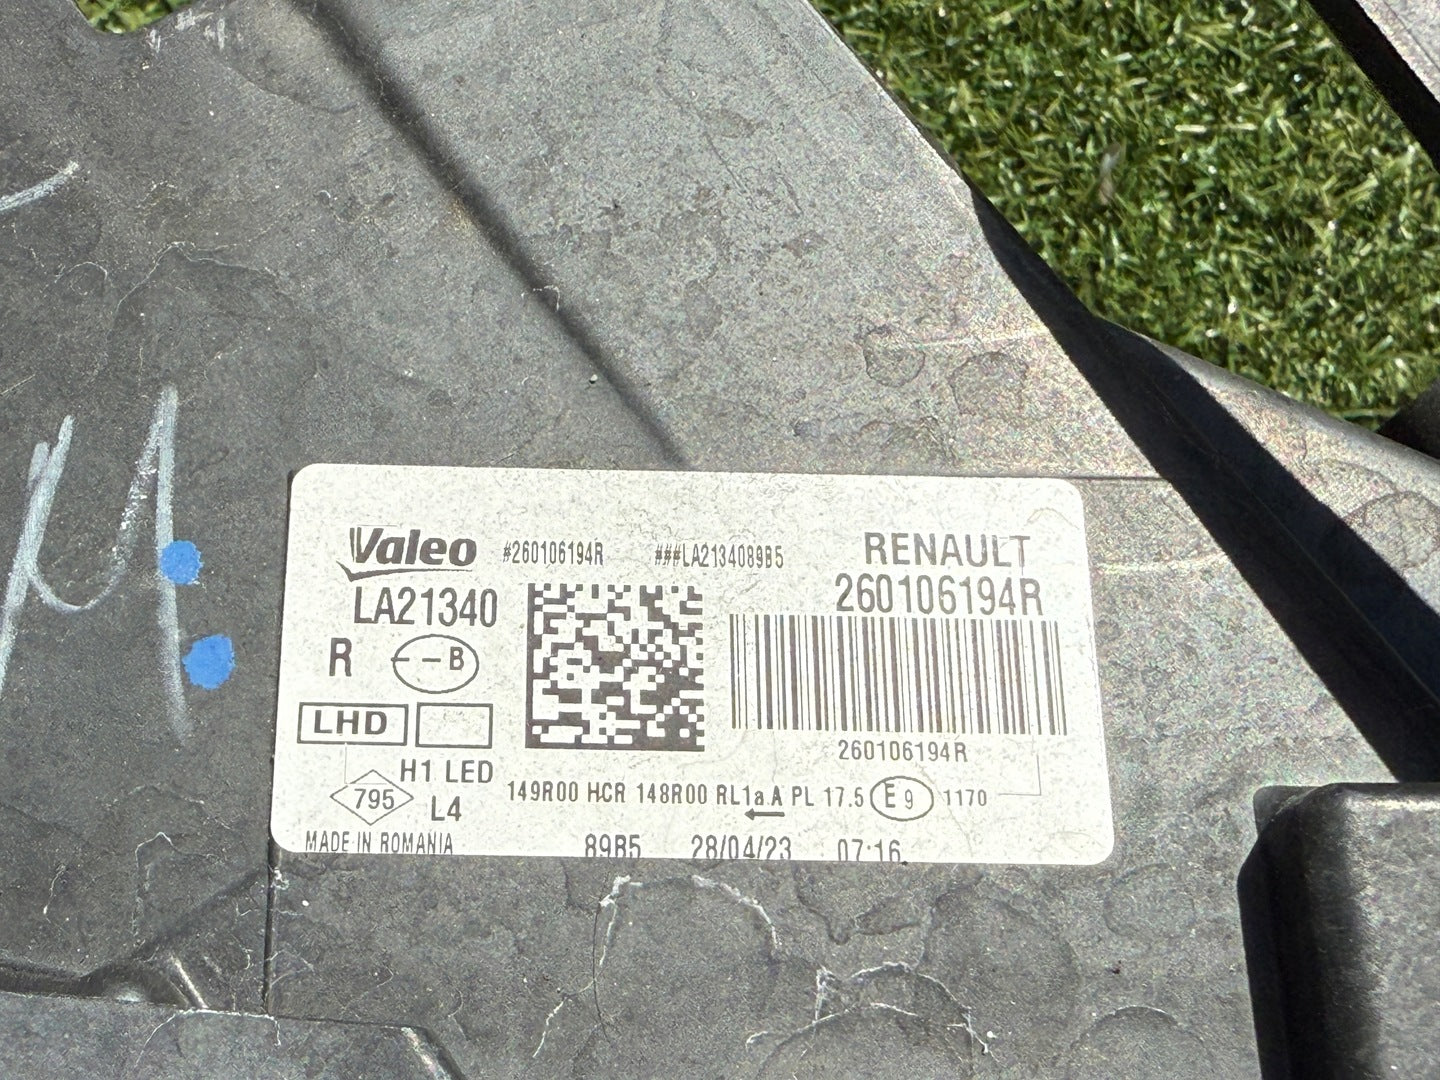 Valeo #260106194R ###LA2134089B5 RENAULT
LA21340 260106194R
R - - B
LHD
260106194R
H1 LED
795 L4 149R00 HCR 148R00 RL1a A PL 17.5 E9 1170
MADE IN ROMANIA 89B5 28/04/23 07:16